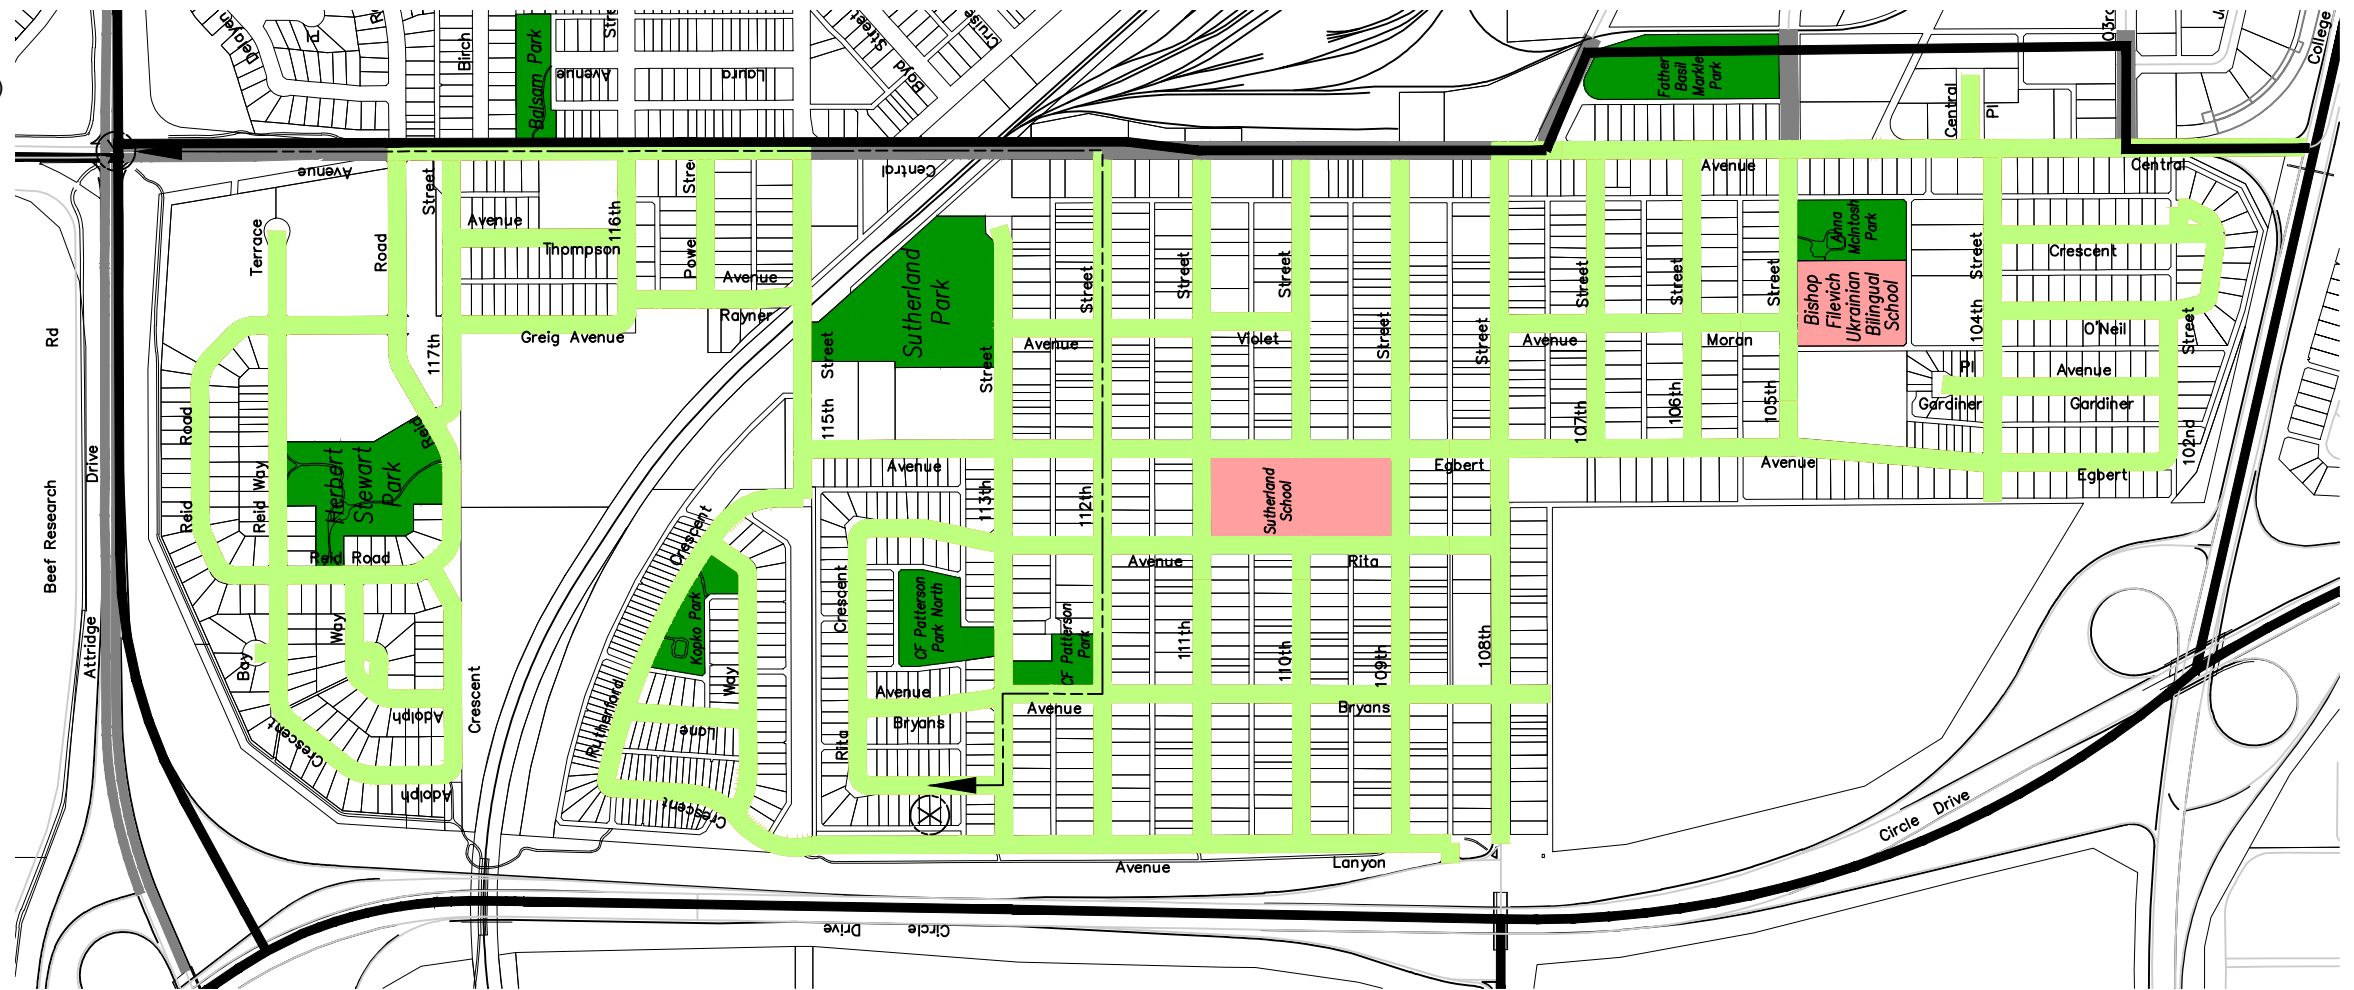 Delayen
Pl
Birch
Balsam Park
Avenue
Laura
Street
Boyd
Cruise
Father
Basil
Markle
Park
Central
Pl
College
Avenue
Central
Avenue
Central
Terrace
Road
Street
Avenue
Thompson
116th
Powe
Avenue
Rayner
Greig Avenue
117th
Sutherland
Park
Street
115th
Street
Street
Avenue
Street
Street
Violet
Street
Street
Street
Avenue
107th
Street
106th
Moran
Street
105th
Anna
McIntosh
Park
Bishop
Filevich
Ukrainian
Bilingual
School
Street
104th
Crescent
O'Neil
Street
Pl
Avenue
Gardiner
Gardiner
102nd
Rd
Beef Research
Drive
Attridge
Road
Reid
Reid Way
Herbert
Stewart
Park
Reid
Reid Road
Way
Bay
Crescent
Adolph
Adolph
Crescent
Crescent
Rutherford
Kopko Park
Way
Lane
Crescent
Avenue
113th
112th
Egbert
Sutherland
School
Avenue
Egbert
Crescent
Rita
CF Patterson
Park North
CF Patterson
Park
Avenue
Rita
111th
110th
109th
108th
Avenue
Bryans
Avenue
Bryans
Avenue
Lanyon
Circle Drive
Circle Drive